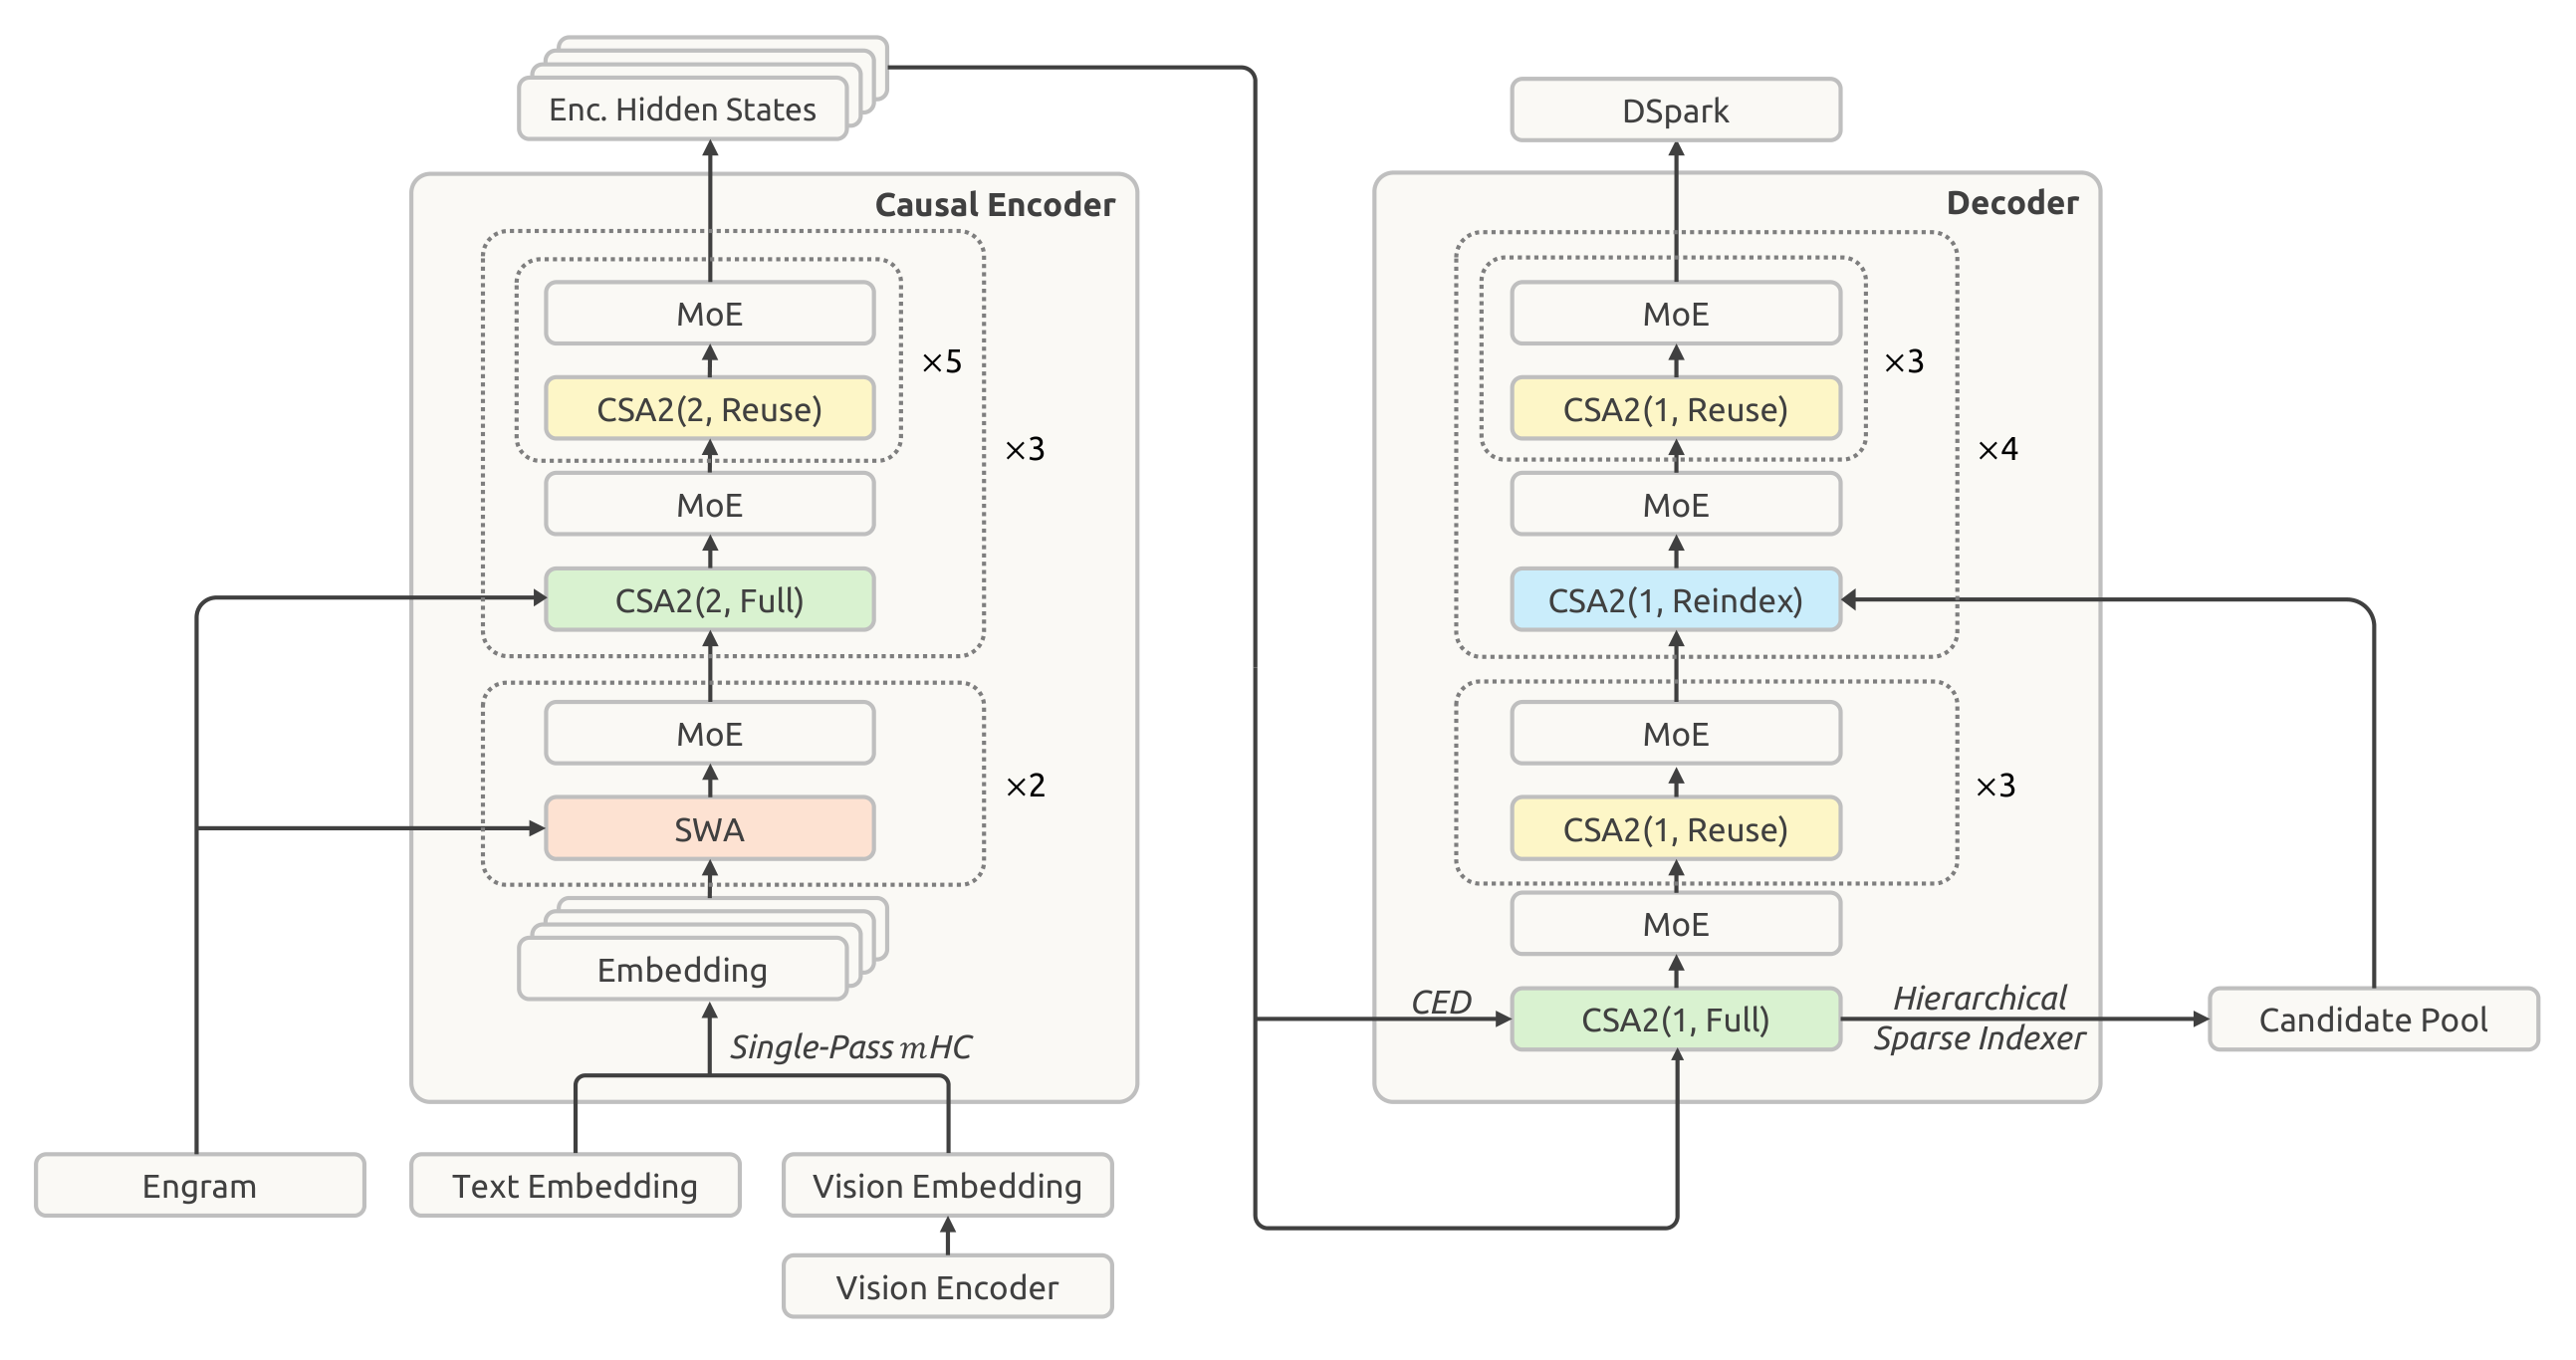 Enc. Hidden States
Causal Encoder
MoE
×5
CSA2(2, Reuse)
×3
MoE
CSA2(2, Full)
MoE
×2
SWA
Embedding
Single-Pass mHC
Engram
Text Embedding
Vision Embedding
Vision Encoder
DSpark
Decoder
MoE
×3
CSA2(1, Reuse)
×4
MoE
CSA2(1, Reindex)
MoE
×3
CSA2(1, Reuse)
MoE
CED
CSA2(1, Full)
Hierarchical
Sparse Indexer
Candidate Pool